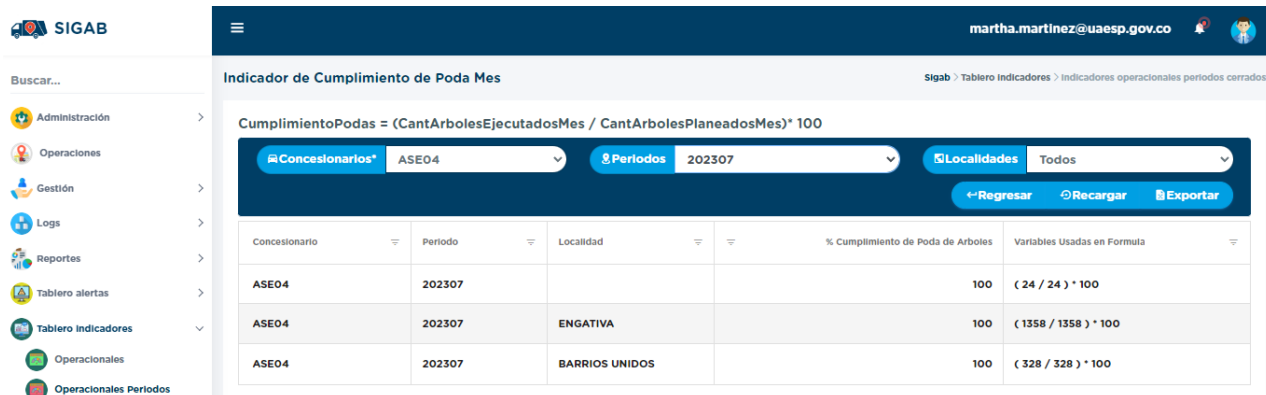 SIGAB
martha.martinez@uaesp.gov.co
Buscar...
Indicador de Cumplimiento de Poda Mes
Sigab > Tablero Indicadores > Indicadores operacionales periodos cerrados
Administración
Operaciones
Gestión
Logs
Reportes
Tablero alertas
Tablero Indicadores
Operacionales
Operacionales Periodos
CumplimientoPodas = (CantArbolesEjecutadosMes / CantArbolesPlaneadosMes)* 100
Concesionarios* ASE04 Periodos 202307 Localidades Todos
Regresar Recargar Exportar
Concesionario Periodo Localidad % Cumplimiento de Poda de Arboles Variables Usadas en Formula
ASE04 202307 100 ( 24 / 24 ) * 100
ASE04 202307 ENGATIVA 100 ( 1358 / 1358 ) * 100
ASE04 202307 BARRIOS UNIDOS 100 ( 328 / 328 ) * 100